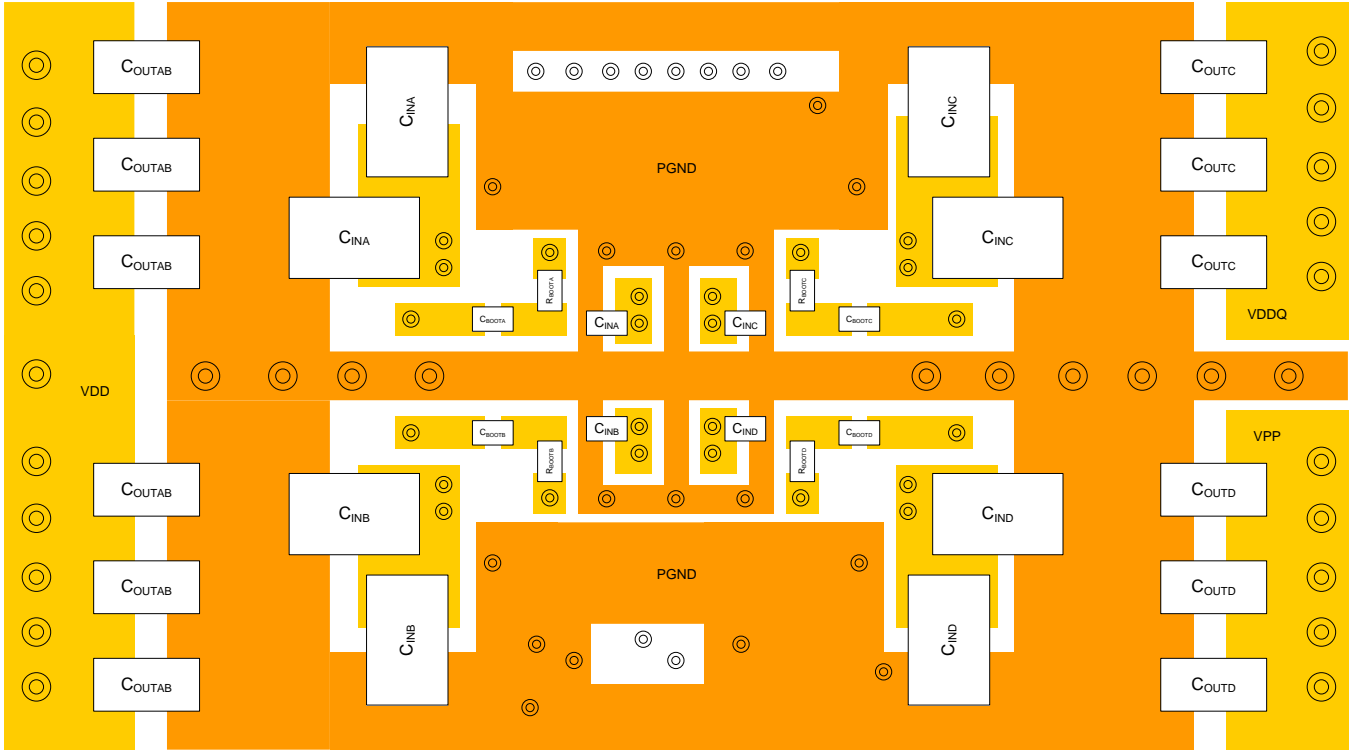 COUTAB
CINA
CINC
COUTC
COUTAB
PGND
COUTC
CINA
CINC
COUTAB
COUTC
RBOOTA
RBOOTC
CBOOTA
CINA
CINC
CBOOTC
VDDQ
VDD
CBOOTB
CINB
CIND
CBOOTD
VPP
RBOOTB
RBOOTD
COUTAB
COUTD
CINB
CIND
PGND
COUTAB
COUTD
CINB
CIND
COUTAB
COUTD